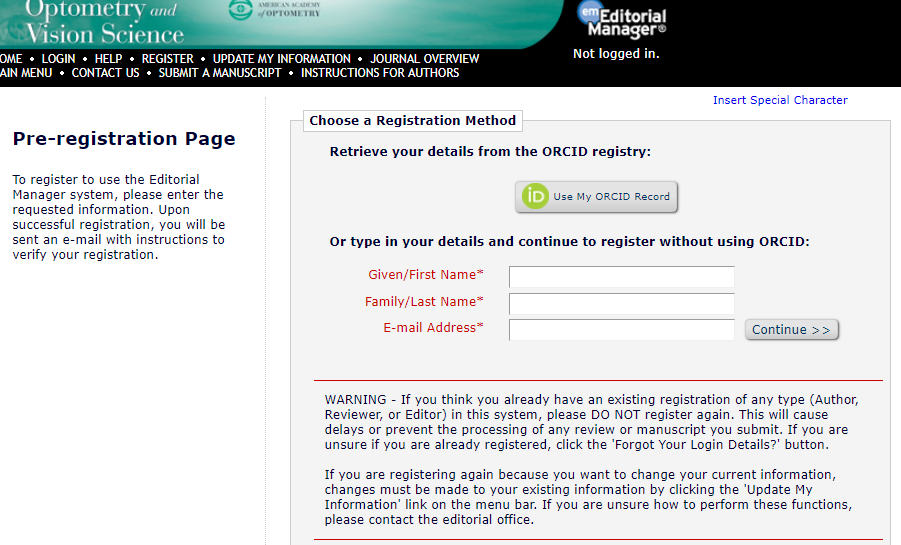 Optometry and
Vision Science
AMERICAN ACADEMY
of OPTOMETRY
em Editorial
Manager®
Not logged in.
OME • LOGIN • HELP • REGISTER • UPDATE MY INFORMATION • JOURNAL OVERVIEW
AIN MENU • CONTACT US • SUBMIT A MANUSCRIPT • INSTRUCTIONS FOR AUTHORS
Insert Special Character
Pre-registration Page
To register to use the Editorial
Manager system, please enter the
requested information. Upon
successful registration, you will be
sent an e-mail with instructions to
verify your registration.
Choose a Registration Method
Retrieve your details from the ORCID registry:
iD Use My ORCID Record
Or type in your details and continue to register without using ORCID:
Given/First Name*
Family/Last Name*
E-mail Address*
Continue >>
WARNING - If you think you already have an existing registration of any type (Author,
Reviewer, or Editor) in this system, please DO NOT register again. This will cause
delays or prevent the processing of any review or manuscript you submit. If you are
unsure if you are already registered, click the 'Forgot Your Login Details?' button.
If you are registering again because you want to change your current information,
changes must be made to your existing information by clicking the 'Update My
Information' link on the menu bar. If you are unsure how to perform these functions,
please contact the editorial office.